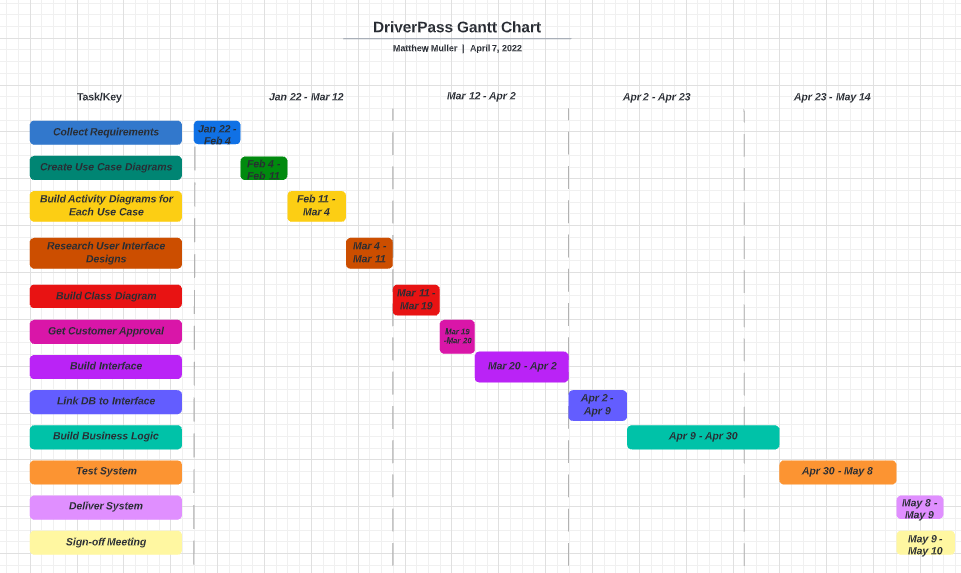 DriverPass Gantt Chart
Matthew Muller | April 7, 2022
Task/Key
Jan 22 - Mar 12
Mar 12 - Apr 2
Apr 2 - Apr 23
Apr 23 - May 14
Collect Requirements
Jan 22 -
Feb 4
Create Use Case Diagrams
Feb 4 -
Feb 11
Build Activity Diagrams for
Each Use Case
Feb 11 -
Mar 4
Research User Interface
Designs
Mar 4 -
Mar 11
Build Class Diagram
Mar 11 -
Mar 19
Get Customer Approval
Mar 19
-Mar 20
Build Interface
Mar 20 - Apr 2
Link DB to Interface
Apr 2 -
Apr 9
Build Business Logic
Apr 9 - Apr 30
Test System
Apr 30 - May 8
Deliver System
May 8 -
May 9
Sign-off Meeting
May 9 -
May 10